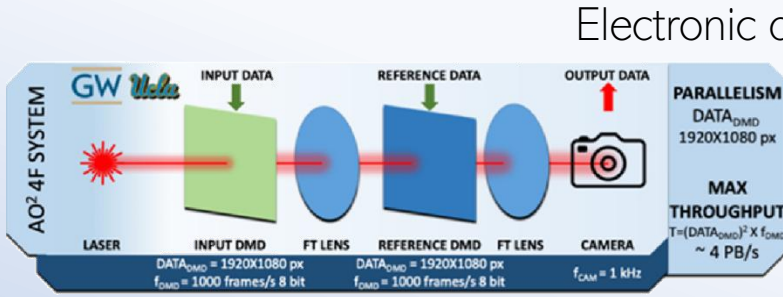 Electronic
AO² 4F SYSTEM
GW Ucla
INPUT DATA
REFERENCE DATA
OUTPUT DATA
LASER
INPUT DMD
FT LENS
REFERENCE DMD
FT LENS
CAMERA
DATA_DMD = 1920X1080 px
f_DMD = 1000 frames/s 8 bit
DATA_DMD = 1920X1080 px
f_DMD = 1000 frames/s 8 bit
f_CAM = 1 kHz
PARALLELISM
DATA_DMD
1920X1080 px
MAX
THROUGHPUT
T=(DATA_DMD)² X f_DMD
~ 4 PB/s